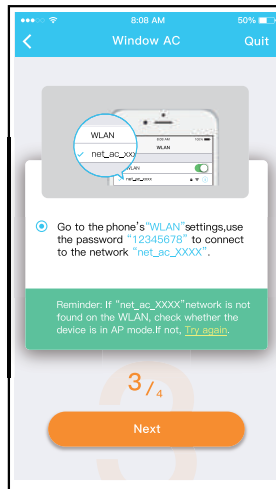 8:08 AM 50%
Window AC Quit
WLAN
net_ac_xxx
WLAN
WLAN
net_ac_xxxx
Go to the phone's“WLAN”settings,use
the password “12345678” to connect
to the network “net_ac_XXXX”.
Reminder: If “net_ac_XXXX”network is not
found on the WLAN, check whether the
device is in AP mode.If not, Try again.
3/4
Next
3